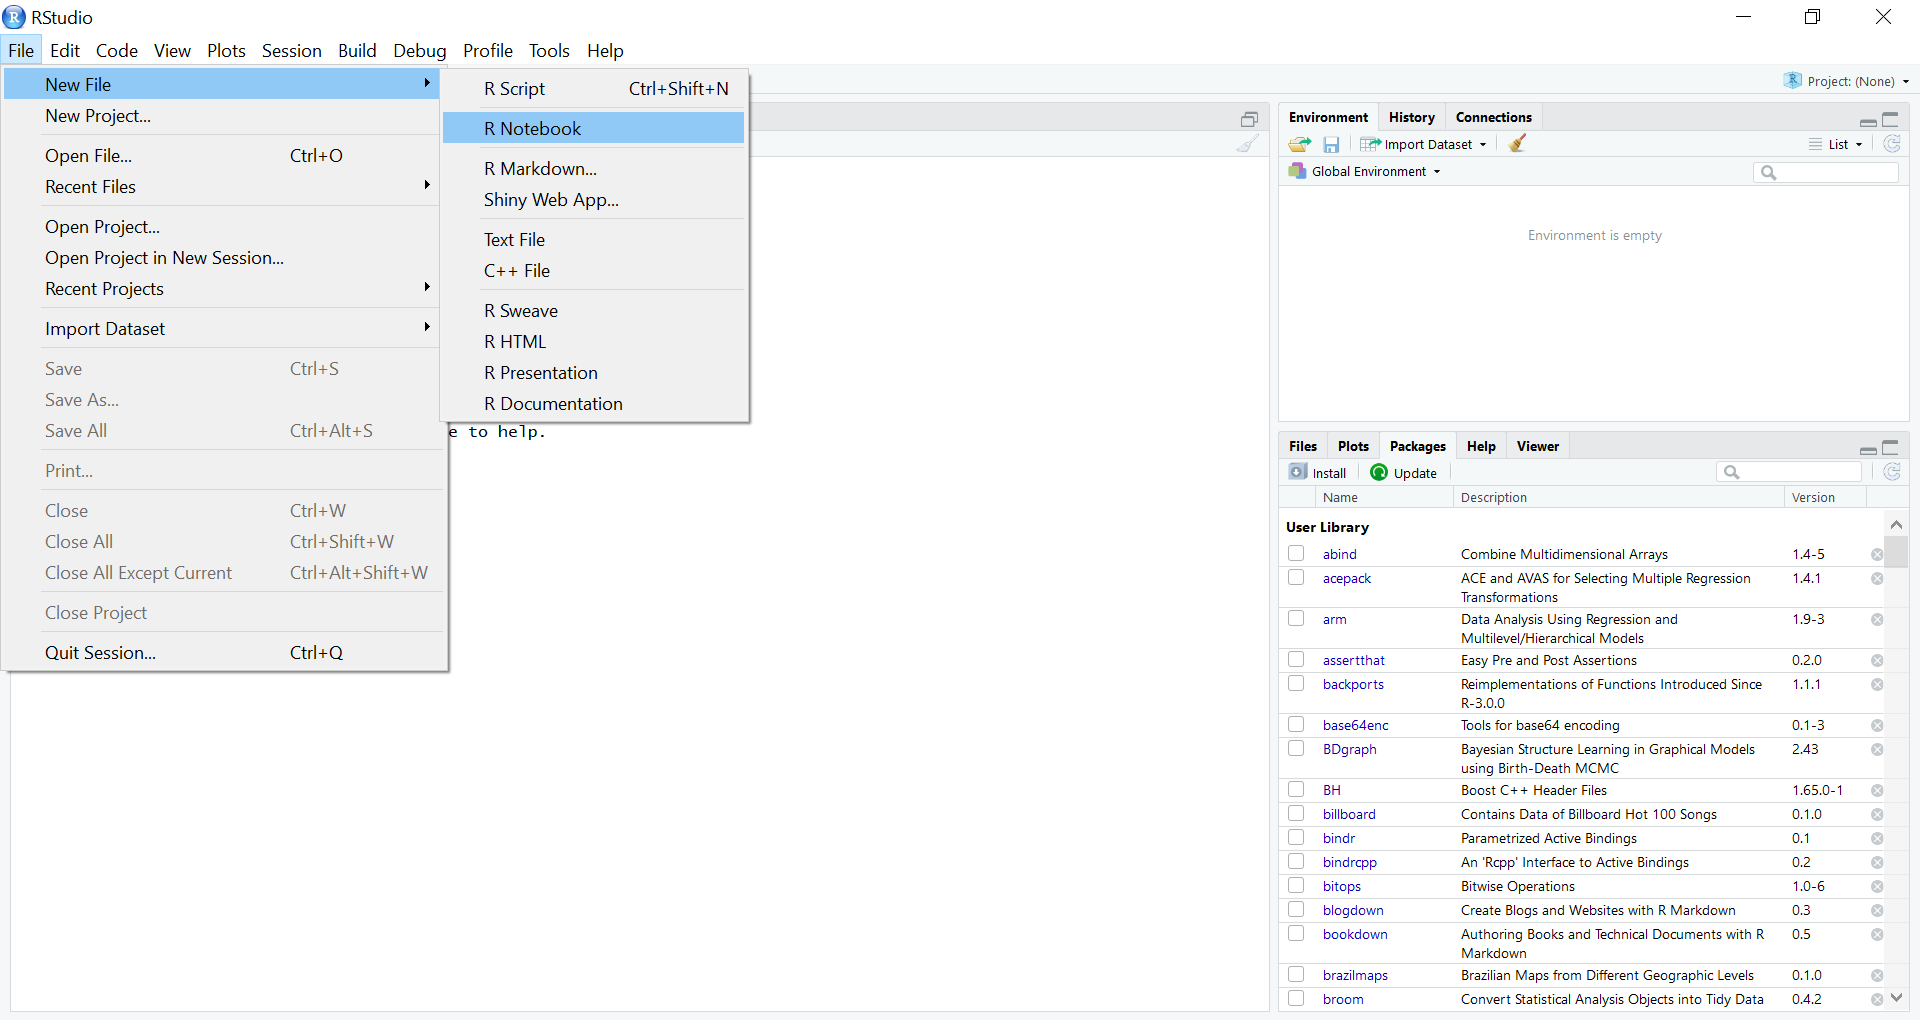 RStudio
File Edit Code View Plots Session Build Debug Profile Tools Help
New File
New Project...
Open File... Ctrl+O
Recent Files
Open Project...
Open Project in New Session...
Recent Projects
Import Dataset
Save Ctrl+S
Save As...
Save All Ctrl+Alt+S
Print...
Close Ctrl+W
Close All Ctrl+Shift+W
Close All Except Current Ctrl+Alt+Shift+W
Close Project
Quit Session... Ctrl+Q
R Script Ctrl+Shift+N
R Notebook
R Markdown...
Shiny Web App...
Text File
C++ File
R Sweave
R HTML
R Presentation
R Documentation
e to help.
Project: (None)
Environment History Connections
Import Dataset List
Global Environment
Environment is empty
Files Plots Packages Help Viewer
Install Update
Name Description Version
User Library
abind Combine Multidimensional Arrays 1.4-5
acepack ACE and AVAS for Selecting Multiple Regression 1.4.1
Transformations
arm Data Analysis Using Regression and 1.9-3
Multilevel/Hierarchical Models
assertthat Easy Pre and Post Assertions 0.2.0
backports Reimplementations of Functions Introduced Since 1.1.1
R-3.0.0
base64enc Tools for base64 encoding 0.1-3
BDgraph Bayesian Structure Learning in Graphical Models 2.43
using Birth-Death MCMC
BH Boost C++ Header Files 1.65.0-1
billboard Contains Data of Billboard Hot 100 Songs 0.1.0
bindr Parametrized Active Bindings 0.1
bindrcpp An 'Rcpp' Interface to Active Bindings 0.2
bitops Bitwise Operations 1.0-6
blogdown Create Blogs and Websites with R Markdown 0.3
bookdown Authoring Books and Technical Documents with R 0.5
Markdown
brazilmaps Brazilian Maps from Different Geographic Levels 0.1.0
broom Convert Statistical Analysis Objects into Tidy Data 0.4.2